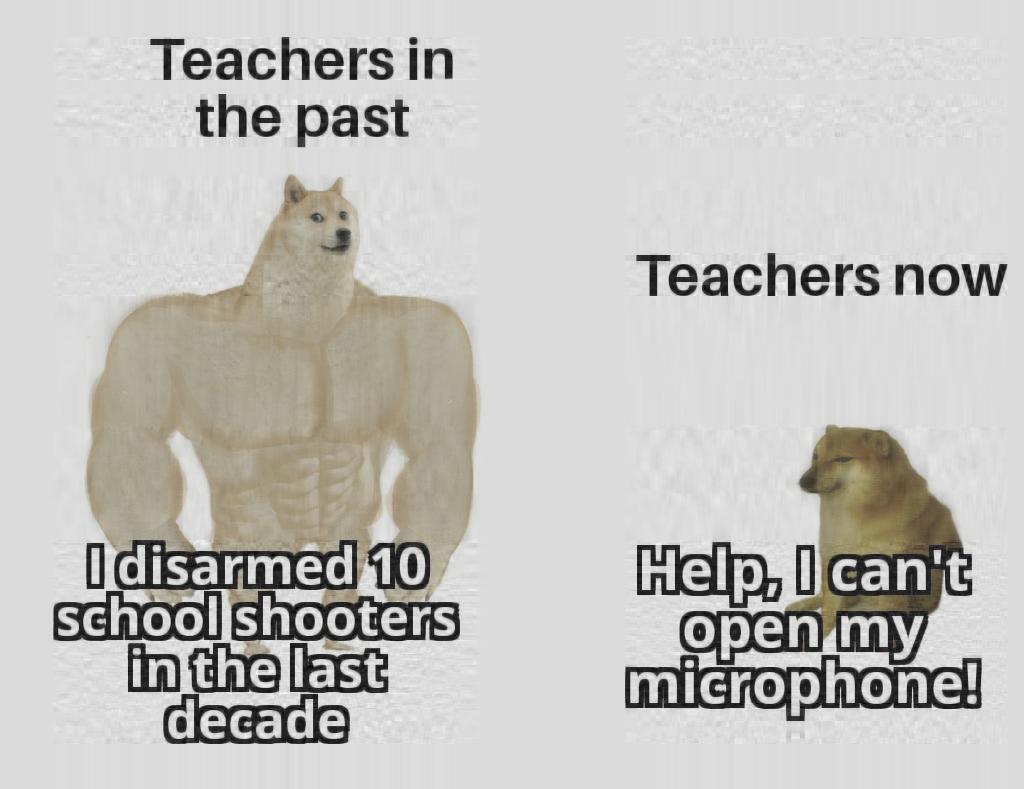 Teachers in
the past
I disarmed 10
school shooters
in the last
decade
Teachers now
Help, I can't
open my
microphone!